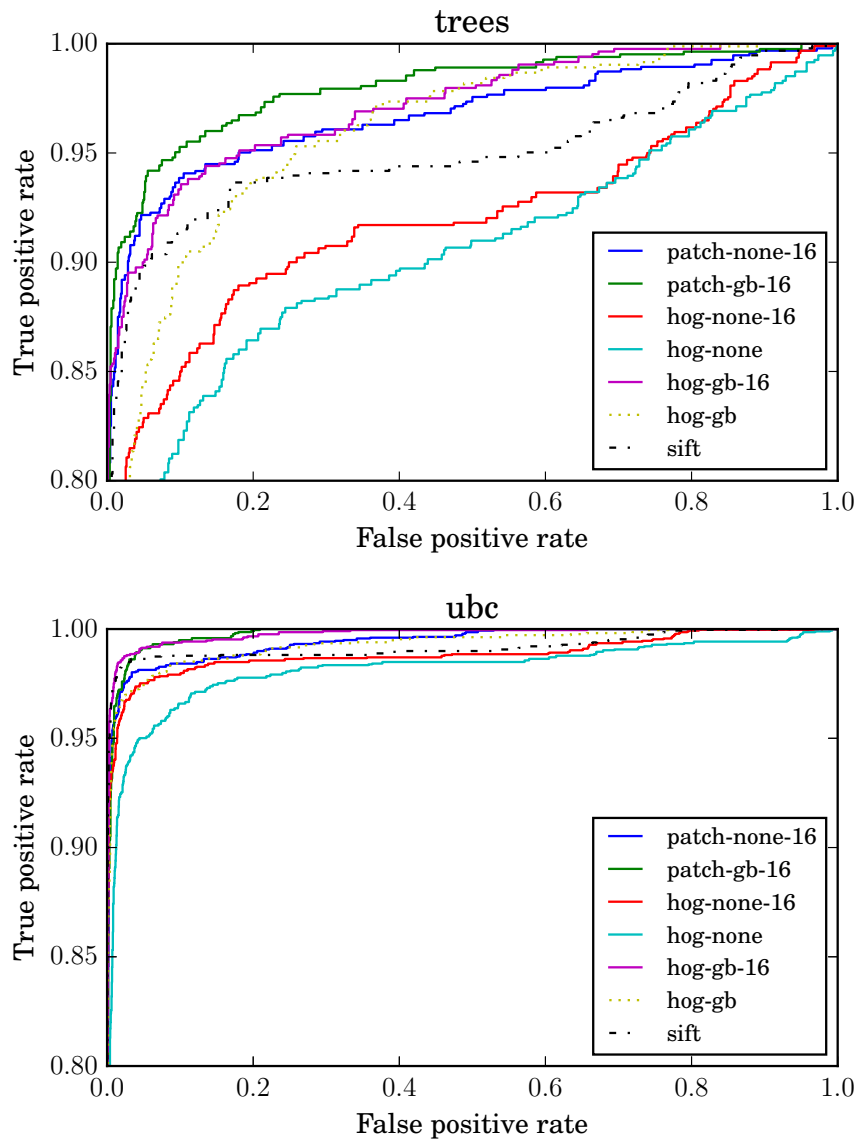 trees
1.00
0.95
0.90
0.85
0.80
True positive rate
patch-none-16
patch-gb-16
hog-none-16
hog-none
hog-gb-16
hog-gb
sift
0.0 0.2 0.4 0.6 0.8 1.0
False positive rate
ubc
1.00
0.95
0.90
0.85
0.80
True positive rate
patch-none-16
patch-gb-16
hog-none-16
hog-none
hog-gb-16
hog-gb
sift
0.0 0.2 0.4 0.6 0.8 1.0
False positive rate